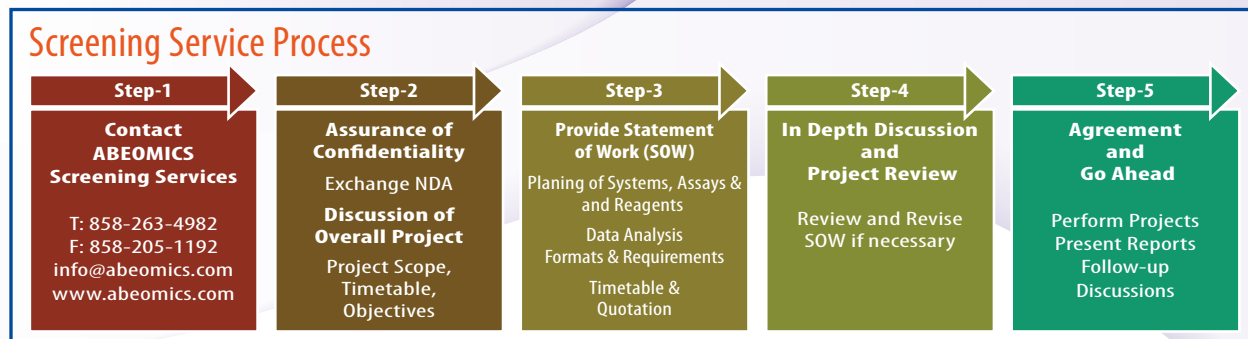 Screening Service Process
Step-1
Contact
ABEOMICS
Screening Services
T: 858-263-4982
F: 858-205-1192
info@abeomics.com
www.abeomics.com
Step-2
Assurance of
Confidentiality
Exchange NDA
Discussion of
Overall Project
Project Scope,
Timetable,
Objectives
Step-3
Provide Statement
of Work (SOW)
Planing of Systems, Assays &
and Reagents
Data Analysis
Formats & Requirements
Timetable &
Quotation
Step-4
In Depth Discussion
and
Project Review
Review and Revise
SOW if necessary
Step-5
Agreement
and
Go Ahead
Perform Projects
Present Reports
Follow-up
Discussions